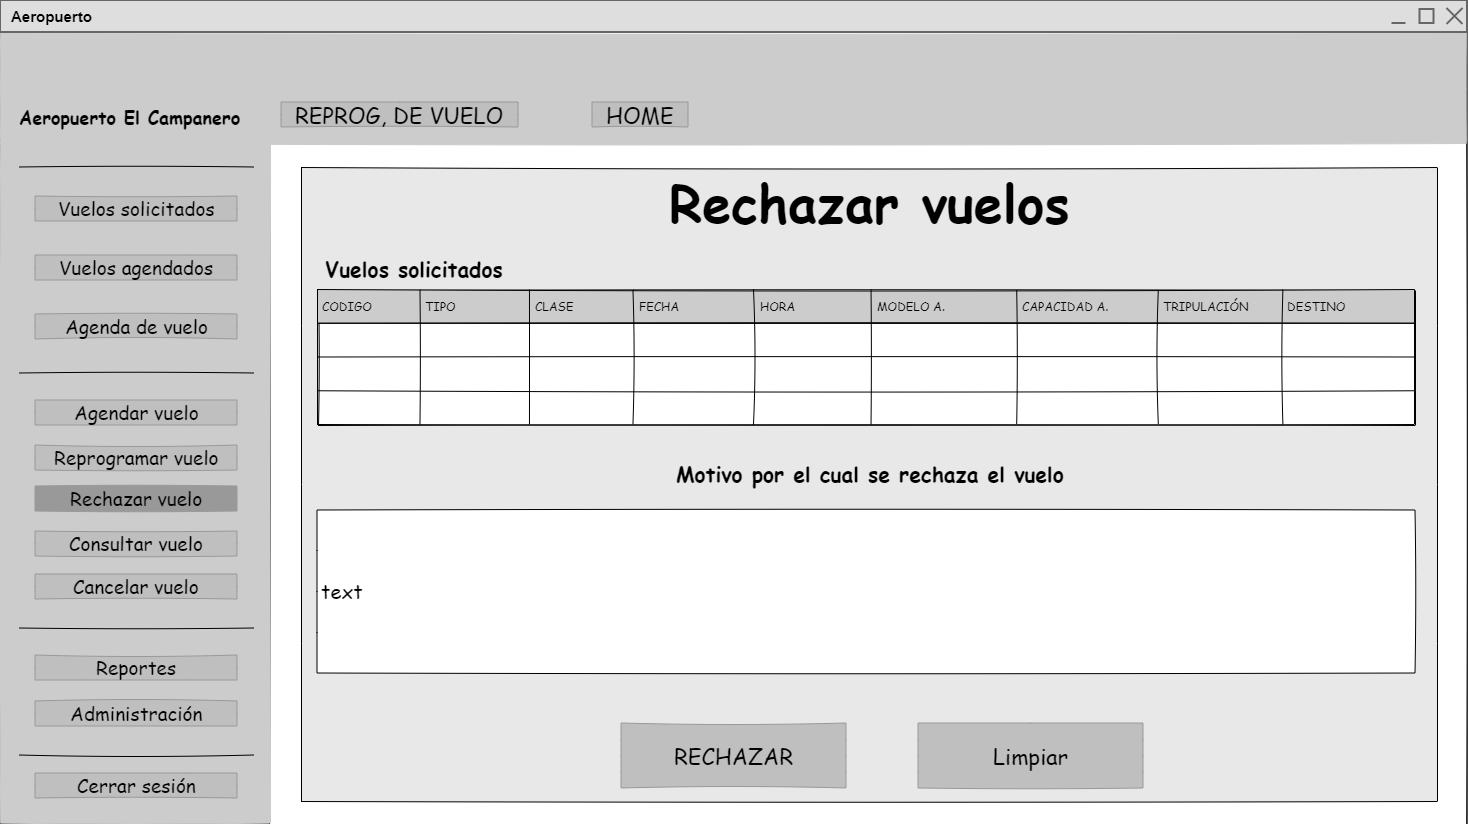 Aeropuerto
Aeropuerto El Campanero
REPROG, DE VUELO
HOME
Vuelos solicitados
Vuelos agendados
Agenda de vuelo
Agendar vuelo
Reprogramar vuelo
Rechazar vuelo
Consultar vuelo
Cancelar vuelo
Reportes
Administración
Cerrar sesión
Rechazar vuelos
Vuelos solicitados
CODIGO TIPO CLASE FECHA HORA MODELO A. CAPACIDAD A. TRIPULACIÓN DESTINO
Motivo por el cual se rechaza el vuelo
text
RECHAZAR
Limpiar